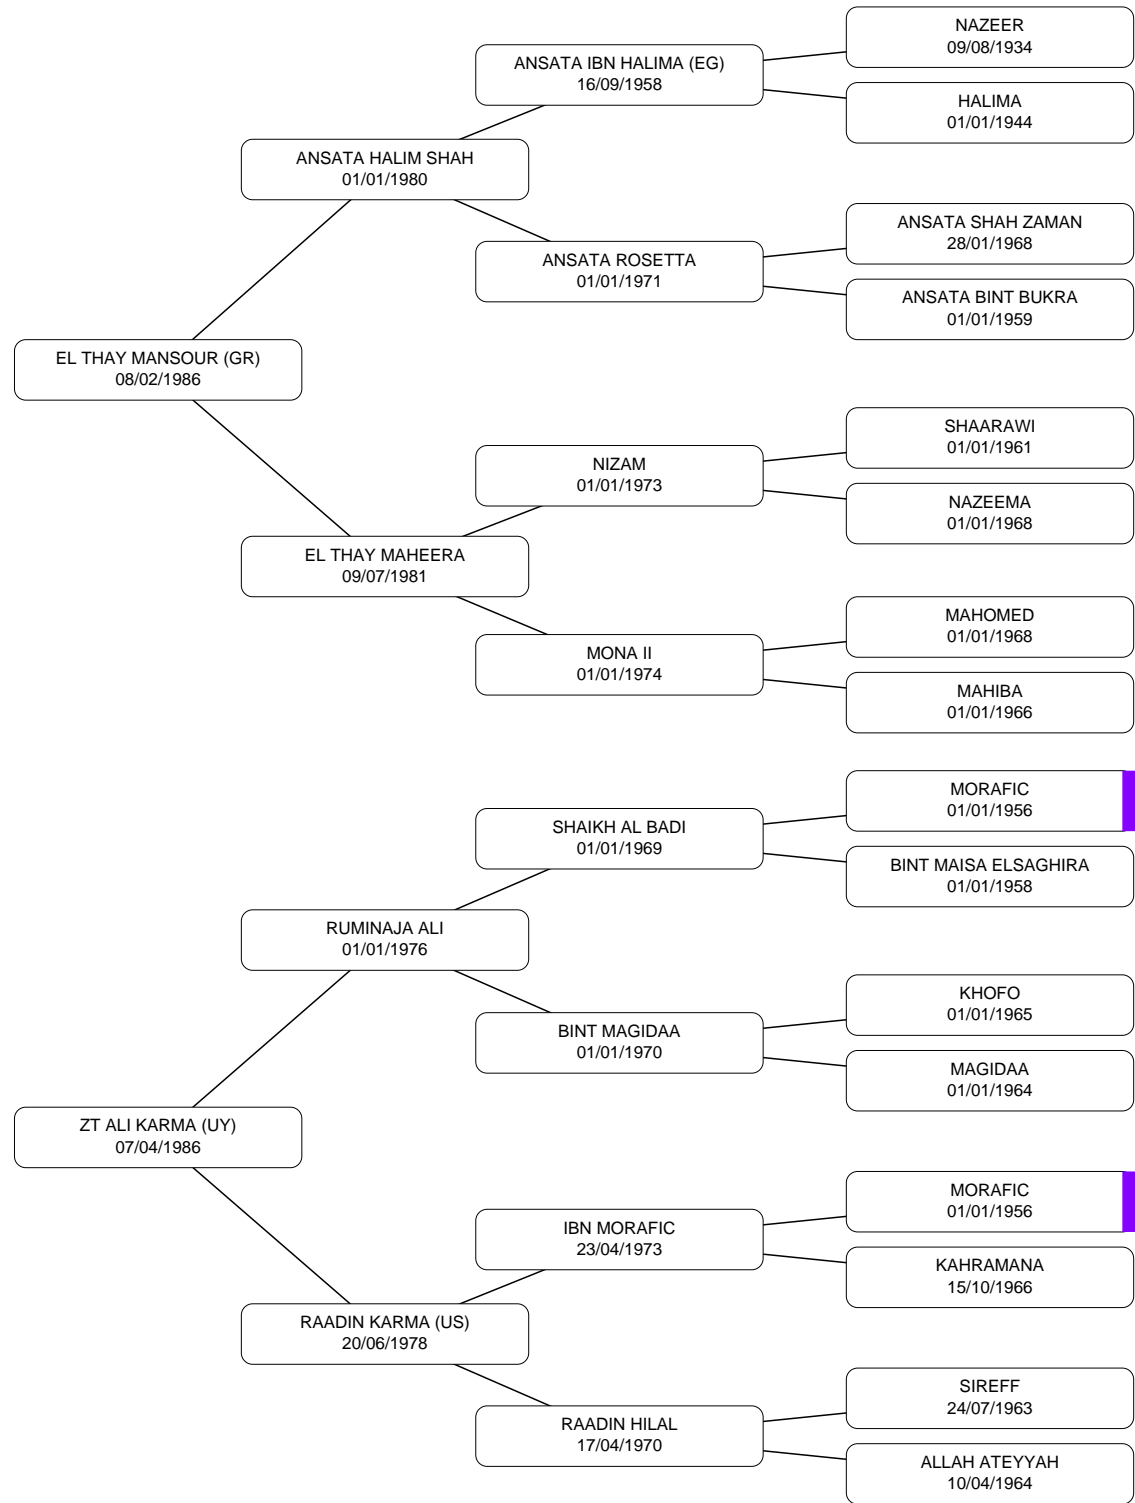 NAZEER
09/08/1934
ANSATA IBN HALIMA (EG)
16/09/1958
HALIMA
01/01/1944
ANSATA HALIM SHAH
01/01/1980
ANSATA SHAH ZAMAN
28/01/1968
ANSATA ROSETTA
01/01/1971
ANSATA BINT BUKRA
01/01/1959
EL THAY MANSOUR (GR)
08/02/1986
SHAARAWI
01/01/1961
NIZAM
01/01/1973
NAZEEMA
01/01/1968
EL THAY MAHEERA
09/07/1981
MAHOMED
01/01/1968
MONA II
01/01/1974
MAHIBA
01/01/1966
MORAFIC
01/01/1956
SHAIKH AL BADI
01/01/1969
BINT MAISA ELSAGHIRA
01/01/1958
RUMINAJA ALI
01/01/1976
KHOFO
01/01/1965
BINT MAGIDAA
01/01/1970
MAGIDAA
01/01/1964
ZT ALI KARMA (UY)
07/04/1986
MORAFIC
01/01/1956
IBN MORAFIC
23/04/1973
KAHRAMANA
15/10/1966
RAADIN KARMA (US)
20/06/1978
SIREFF
24/07/1963
RAADIN HILAL
17/04/1970
ALLAH ATEYYAH
10/04/1964